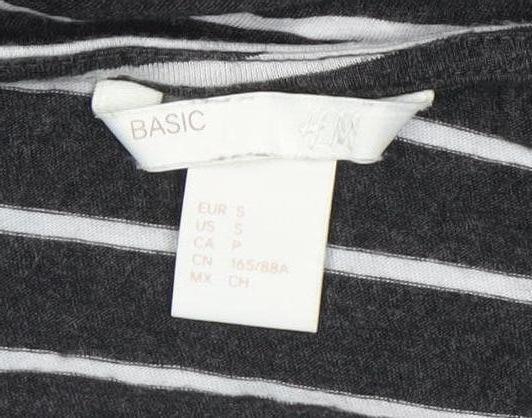 BASIC H&M
EUR S
US S
CA P
CN 165/88A
MX CH